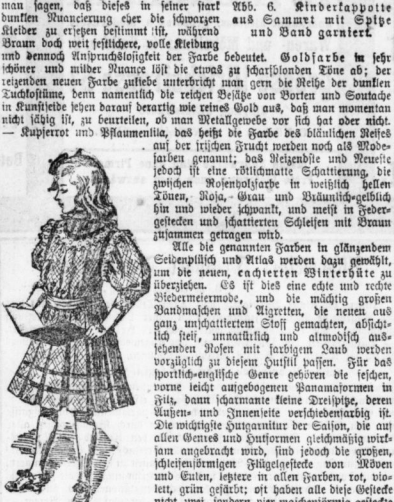 man sagen, daß dieses in seiner stark
dunklen Nuancierung eher die schwarzen
Kleider zu ersetzen bestimmt ist, während
Braun doch weit festlichere, volle Kleidung
Abb. 6. Kinderkappotte
aus Sammt mit Spitze
und Band garniert.
und dennoch Anspruchslosigkeit der Farbe bedeutet. Goldfarbe in sehr
schöner und milder Nuance löst die etwas zu scharfblonden Töne ab; der
reizenden neuen Farbe zuliebe unterbricht man gern die Reihe der dunklen
Tuchkostüme, denn namentlich die reichen Besätze von Borten und Soutache
in Kunstseide sehen darauf derartig wie reines Gold aus, daß man momentan
nicht fähig ist, zu beurteilen, ob man Metallgewebe vor sich hat oder nicht.
— Kupferrot und Pflaumenlila, das heißt die Farbe des bläulichen Reifes
auf der frischen Frucht werden noch als Mode-
farben genannt; das Reizendste und Neueste
jedoch ist eine rötlichmatte Schattierung, die
zwischen Rosenholzfarbe in weißlich hellen
Tönen, Rosa, Grau und Bräunlich-gelblich
hin und wieder schwankt, und meist in Feder-
gestecken und schattierten Schleifen mit Braun
zusammen getragen wird.
Alle die genannten Farben in glänzendem
Seidenplüsch und Atlas werden dazu gewählt,
um die neuen, cachierten Winterhüte zu
überziehen. Es ist dies eine echte und rechte
Biedermeiermode, und die mächtig großen
Bandmaschen und Aigretten, die neuen aus
ganz unschattiertem Stoff gemachten, absicht-
lich steif, unnatürlich und altmodisch aus-
sehenden Rosen mit farbigem Laub werden
vorzüglich zu diesem Hutstil passen. Für das
sportlich-englische Genre gehören die feschen,
vorne leicht aufgebogenen Panamaformen in
Filz, dann scharmante kleine Dreispitze, deren
Außen- und Innenseite verschiedenfarbig ist.
Die wichtigste Hutgarnitur der Saison, die auf
allen Genres und Hutformen gleichmäßig wirk-
sam angebracht wird, sind jedoch die großen,
schleifenförmigen Flügelgestecke von Möven
und Eulen, letztere in allen Farben, rot, vio-
lett, grün gefärbt; oft haben alle diese Gestecke